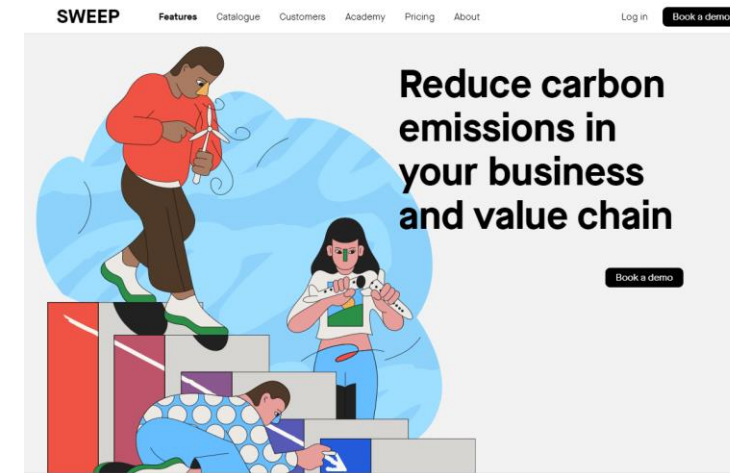 SWEEP Features Catalogue Customers Academy Pricing About Log in Book a demo
Reduce carbon
emissions in
your business
and value chain
Book a demo